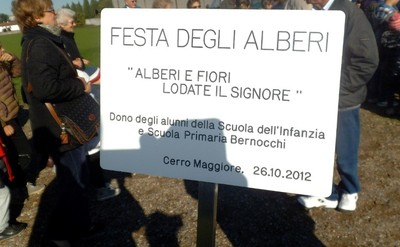 FESTA DEGLI ALBERI
" ALBERI E FIORI
LODATE IL SIGNORE "
Dono degli alunni della Scuola dell'Infanzia
e Scuola Primaria Bernocchi
Cerro Maggiore, 26.10.2012